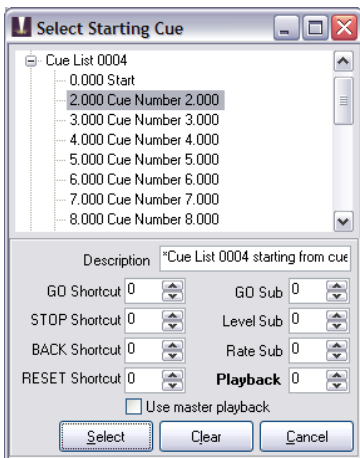 Select Starting Cue
Cue List 0004
0.000 Start
2.000 Cue Number 2.000
3.000 Cue Number 3.000
4.000 Cue Number 4.000
5.000 Cue Number 5.000
6.000 Cue Number 6.000
7.000 Cue Number 7.000
8.000 Cue Number 8.000
Description *Cue List 0004 starting from cue
GO Shortcut 0 GO Sub 0
STOP Shortcut 0 Level Sub 0
BACK Shortcut 0 Rate Sub 0
RESET Shortcut 0 Playback 0
Use master playback
Select Clear Cancel